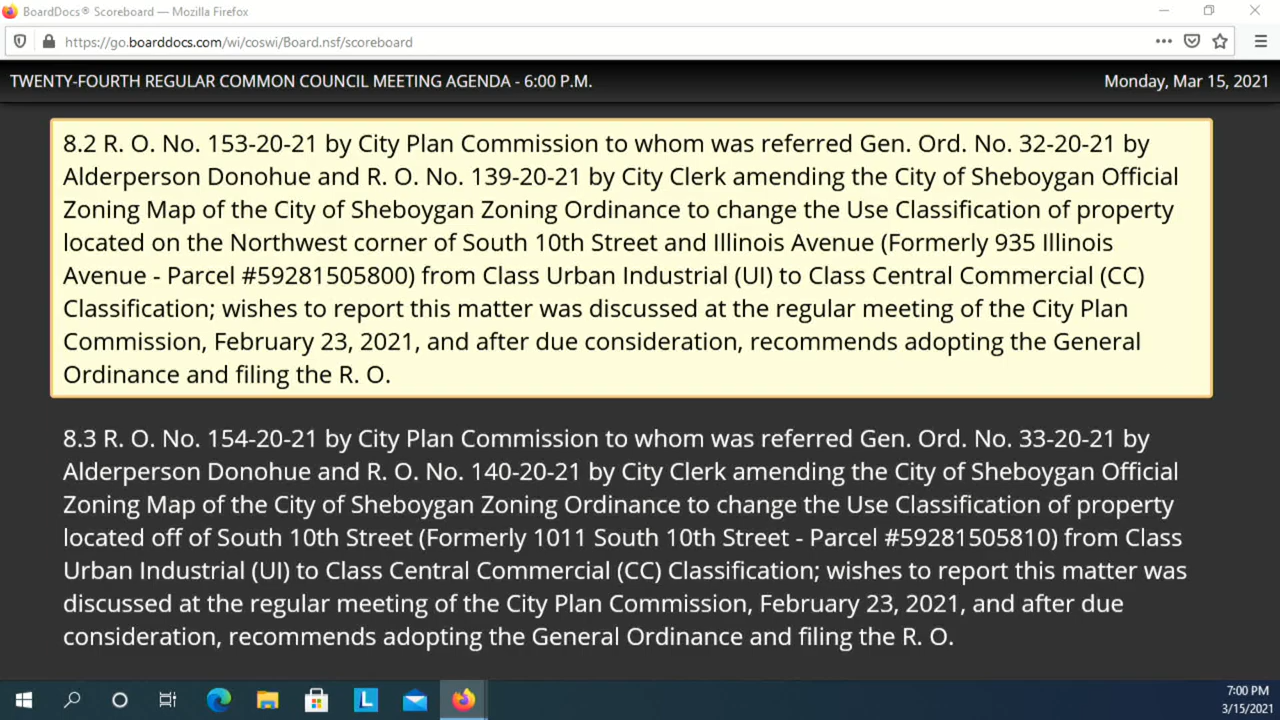 BoardDocs® Scoreboard — Mozilla Firefox
https://go.boarddocs.com/wi/coswi/Board.nsf/scoreboard
TWENTY-FOURTH REGULAR COMMON COUNCIL MEETING AGENDA - 6:00 P.M.
Monday, Mar 15, 2021
8.2 R. O. No. 153-20-21 by City Plan Commission to whom was referred Gen. Ord. No. 32-20-21 by
Alderperson Donohue and R. O. No. 139-20-21 by City Clerk amending the City of Sheboygan Official
Zoning Map of the City of Sheboygan Zoning Ordinance to change the Use Classification of property
located on the Northwest corner of South 10th Street and Illinois Avenue (Formerly 935 Illinois
Avenue - Parcel #59281505800) from Class Urban Industrial (UI) to Class Central Commercial (CC)
Classification; wishes to report this matter was discussed at the regular meeting of the City Plan
Commission, February 23, 2021, and after due consideration, recommends adopting the General
Ordinance and filing the R. O.
8.3 R. O. No. 154-20-21 by City Plan Commission to whom was referred Gen. Ord. No. 33-20-21 by
Alderperson Donohue and R. O. No. 140-20-21 by City Clerk amending the City of Sheboygan Official
Zoning Map of the City of Sheboygan Zoning Ordinance to change the Use Classification of property
located off of South 10th Street (Formerly 1011 South 10th Street - Parcel #59281505810) from Class
Urban Industrial (UI) to Class Central Commercial (CC) Classification; wishes to report this matter was
discussed at the regular meeting of the City Plan Commission, February 23, 2021, and after due
consideration, recommends adopting the General Ordinance and filing the R. O.
L
7:00 PM
3/15/2021